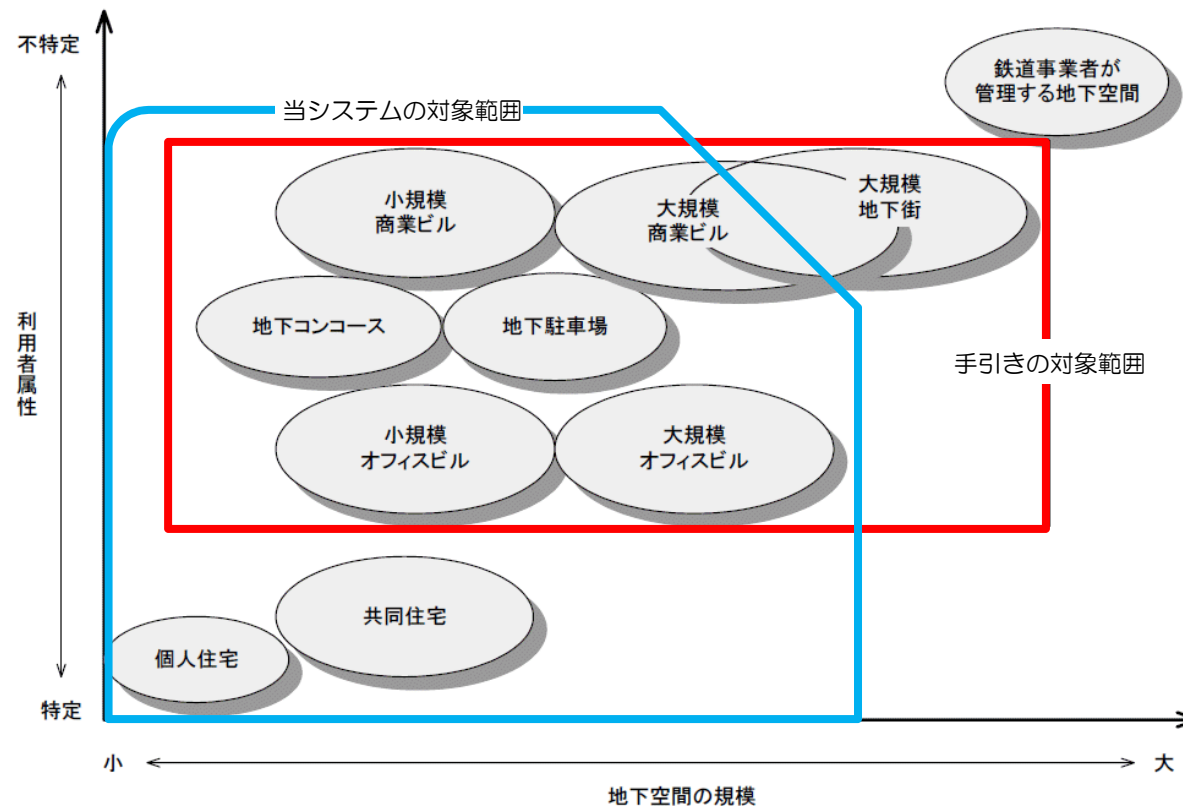 不特定
鉄道事業者が
管理する地下空間
当システムの対象範囲
小規模
商業ビル
大規模
商業ビル
大規模
地下街
地下コンコース
地下駐車場
利用者属性
手引きの対象範囲
小規模
オフィスビル
大規模
オフィスビル
共同住宅
個人住宅
特定
小
大
地下空間の規模